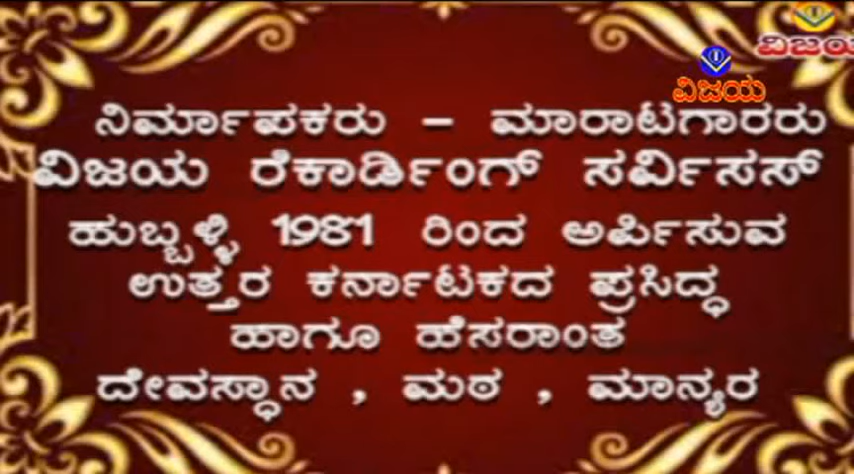 ವಿಜಯ
ವಿಜಯ
ನಿರ್ಮಾಪಕರು – ಮಾರಾಟಗಾರರು
ವಿಜಯ ರೆಕಾರ್ಡಿಂಗ್ ಸರ್ವಿಸಸ್
ಹುಬ್ಬಳ್ಳಿ 1981 ರಿಂದ ಅರ್ಪಿಸುವ
ಉತ್ತರ ಕರ್ನಾಟಕದ ಪ್ರಸಿದ್ಧ
ಹಾಗೂ ಹೆಸರಾಂತ
ದೇವಸ್ಥಾನ , ಮಠ , ಮಾನ್ಯರ